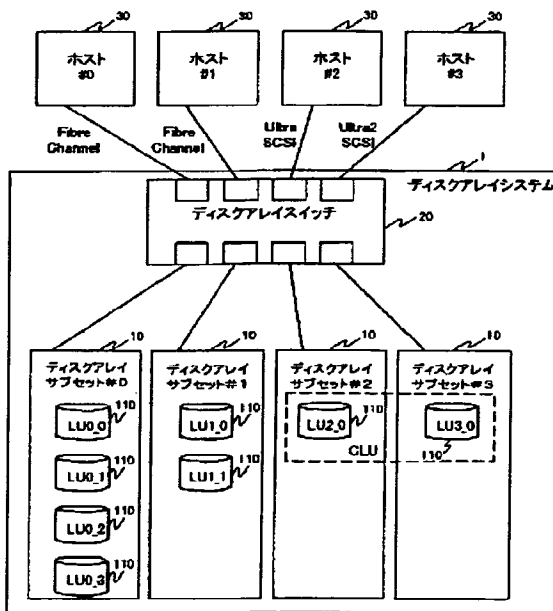 30 30 30 30
ホスト #0
ホスト #1
ホスト #2
ホスト #3
Fibre Channel
Fibre Channel
Ultra SCSI
Ultra2 SCSI
1
ディスクアレイシステム
ディスクアレイスイッチ
20
10 10 10 10
ディスクアレイ
サブセット#0
ディスクアレイ
サブセット#1
ディスクアレイ
サブセット#2
ディスクアレイ
サブセット#3
LU0_0 110
LU0_1 110
LU0_2 110
LU0_3 110
LU1_0 110
LU1_1 110
LU2_0 110
LU3_0
110
CLU